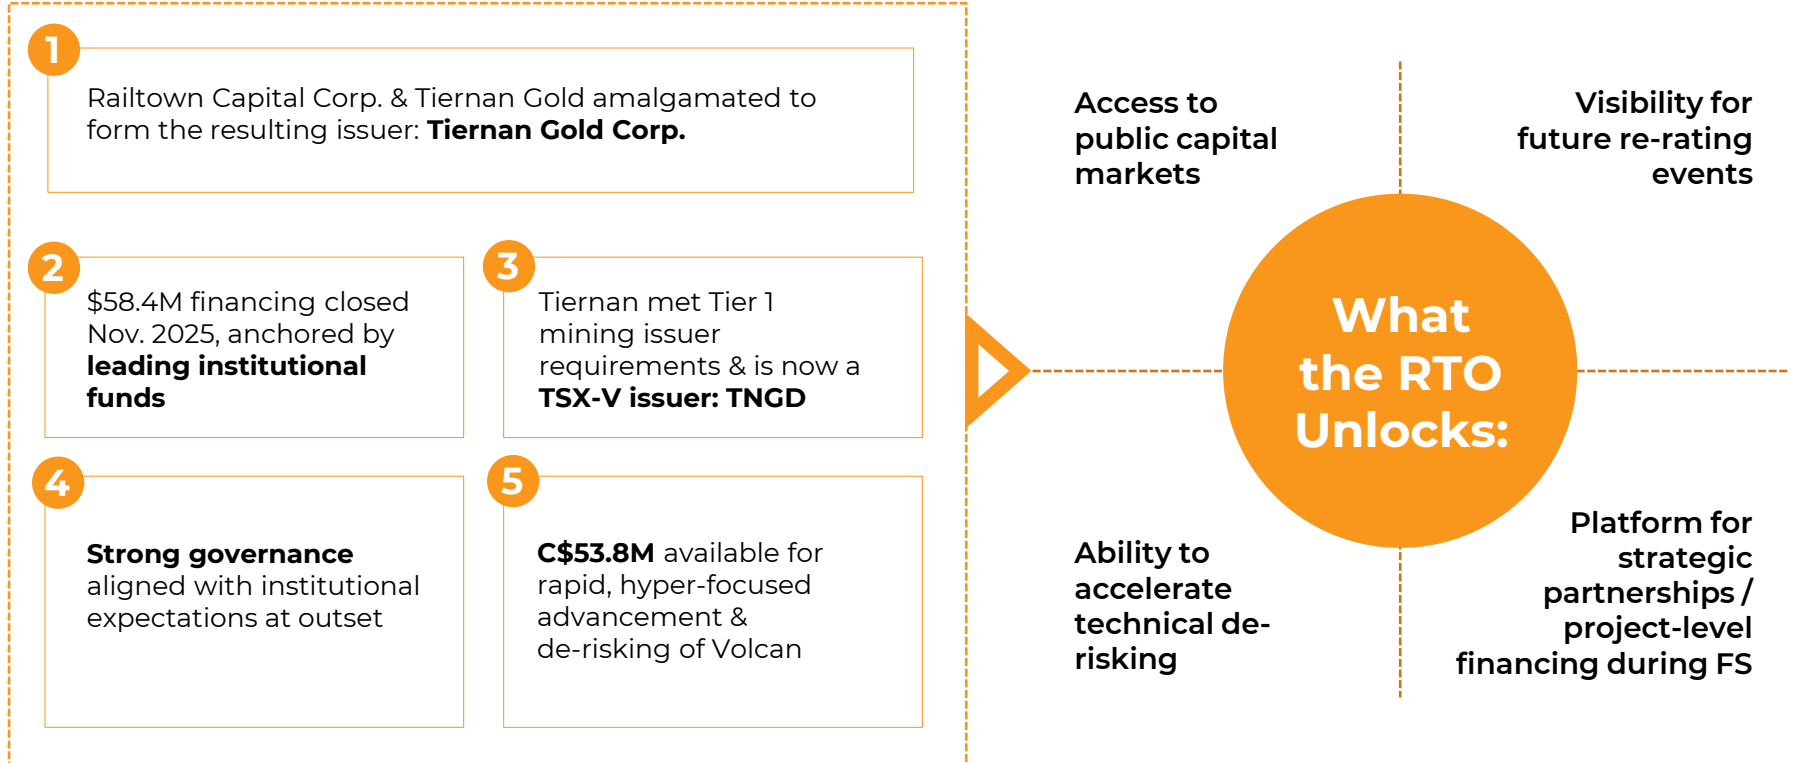 1
Railtown Capital Corp. & Tiernan Gold amalgamated to
form the resulting issuer: Tiernan Gold Corp.
2
$58.4M financing closed
Nov. 2025, anchored by
leading institutional
funds
3
Tiernan met Tier 1
mining issuer
requirements & is now a
TSX-V issuer: TNGD
4
Strong governance
aligned with institutional
expectations at outset
5
C$53.8M available for
rapid, hyper-focused
advancement &
de-risking of Volcan
Access to
public capital
markets
Visibility for
future re-rating
events
What
the RTO
Unlocks:
Ability to
accelerate
technical de-
risking
Platform for
strategic
partnerships /
project-level
financing during FS